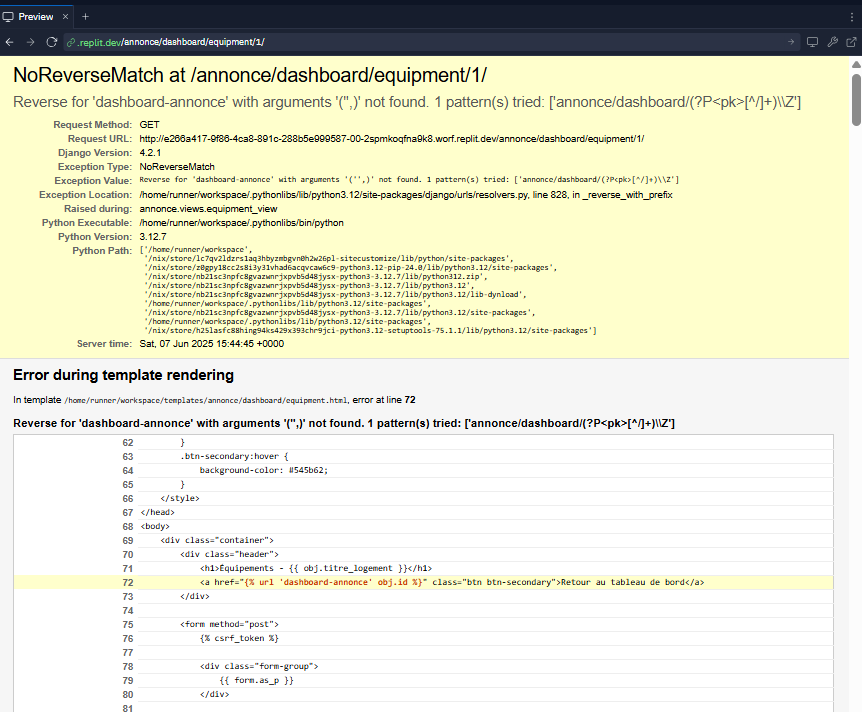 Preview × +
.replit.dev/annonce/dashboard/equipment/1/
NoReverseMatch at /annonce/dashboard/equipment/1/
Reverse for 'dashboard-annonce' with arguments '('',)' not found. 1 pattern(s) tried: ['annonce/dashboard/(?P<pk>[^/]+)\\Z']
Request Method: GET
Request URL: http://e266a417-9f86-4ca8-891c-288b5e999587-00-2spmkoqfna9k8.worf.replit.dev/annonce/dashboard/equipment/1/
Django Version: 4.2.1
Exception Type: NoReverseMatch
Exception Value: Reverse for 'dashboard-annonce' with arguments '('',)' not found. 1 pattern(s) tried: ['annonce/dashboard/(?P<pk>[^/]+)\\Z']
Exception Location: /home/runner/workspace/.pythonlibs/lib/python3.12/site-packages/django/urls/resolvers.py, line 828, in _reverse_with_prefix
Raised during: annonce.views.equipment_view
Python Executable: /home/runner/workspace/.pythonlibs/bin/python
Python Version: 3.12.7
Python Path: ['/home/runner/workspace',
'/nix/store/lc7qv2ldzrs1aq3hbyzmbgvn0h2w26pl-sitecustomize/lib/python/site-packages',
'/nix/store/z0gpy18cc2s8i3y31vhad6acqvcaw6c9-python3.12-pip-24.0/lib/python3.12/site-packages',
'/nix/store/nb21sc3npfc8gvazwnrjxpvb5d48jysx-python3-3.12.7/lib/python312.zip',
'/nix/store/nb21sc3npfc8gvazwnrjxpvb5d48jysx-python3-3.12.7/lib/python3.12',
'/nix/store/nb21sc3npfc8gvazwnrjxpvb5d48jysx-python3-3.12.7/lib/python3.12/lib-dynload',
'/home/runner/workspace/.pythonlibs/lib/python3.12/site-packages',
'/nix/store/nb21sc3npfc8gvazwnrjxpvb5d48jysx-python3-3.12.7/lib/python3.12/site-packages',
'/home/runner/workspace/.pythonlibs/lib/python3.12/site-packages',
'/nix/store/h25lasfc88hing94ks429x393chr9jci-python3.12-setuptools-75.1.1/lib/python3.12/site-packages']
Server time: Sat, 07 Jun 2025 15:44:45 +0000
Error during template rendering
In template /home/runner/workspace/templates/annonce/dashboard/equipment.html, error at line 72
Reverse for 'dashboard-annonce' with arguments '('',)' not found. 1 pattern(s) tried: ['annonce/dashboard/(?P<pk>[^/]+)\\Z']
62 }
63 .btn-secondary:hover {
64 background-color: #545b62;
65 }
66 </style>
67 </head>
68 <body>
69 <div class="container">
70 <div class="header">
71 <h1>Équipements - {{ obj.titre_logement }}</h1>
72 <a href="{% url 'dashboard-annonce' obj.id %}" class="btn btn-secondary">Retour au tableau de bord</a>
73 </div>
74
75 <form method="post">
76 {% csrf_token %}
77
78 <div class="form-group">
79 {{ form.as_p }}
80 </div>
81